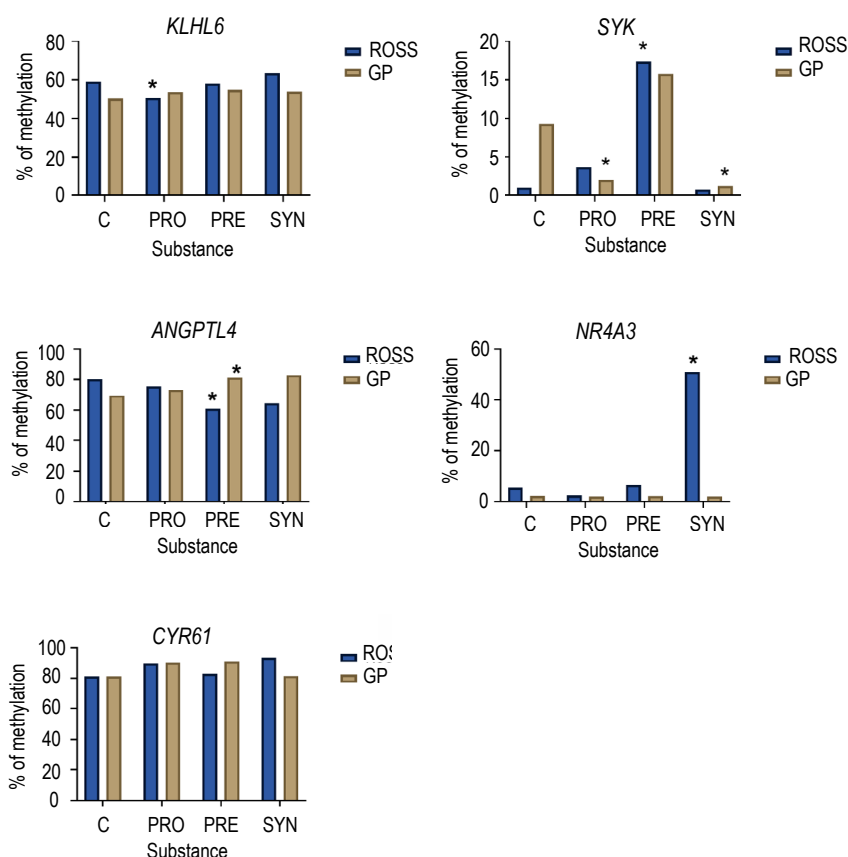 KLHL6
% of methylation
80
60
40
20
0
C PRO PRE SYN
Substance
*
ROSS
GP
SYK
% of methylation
20
15
10
5
0
C PRO PRE SYN
Substance
* * *
ROSS
GP
ANGPTL4
% of methylation
100
80
60
40
20
0
C PRO PRE SYN
Substance
* *
ROSS
GP
NR4A3
% of methylation
60
40
20
0
C PRO PRE SYN
Substance
*
ROSS
GP
CYR61
% of methylation
100
80
60
40
20
0
C PRO PRE SYN
Substance
ROS
GP